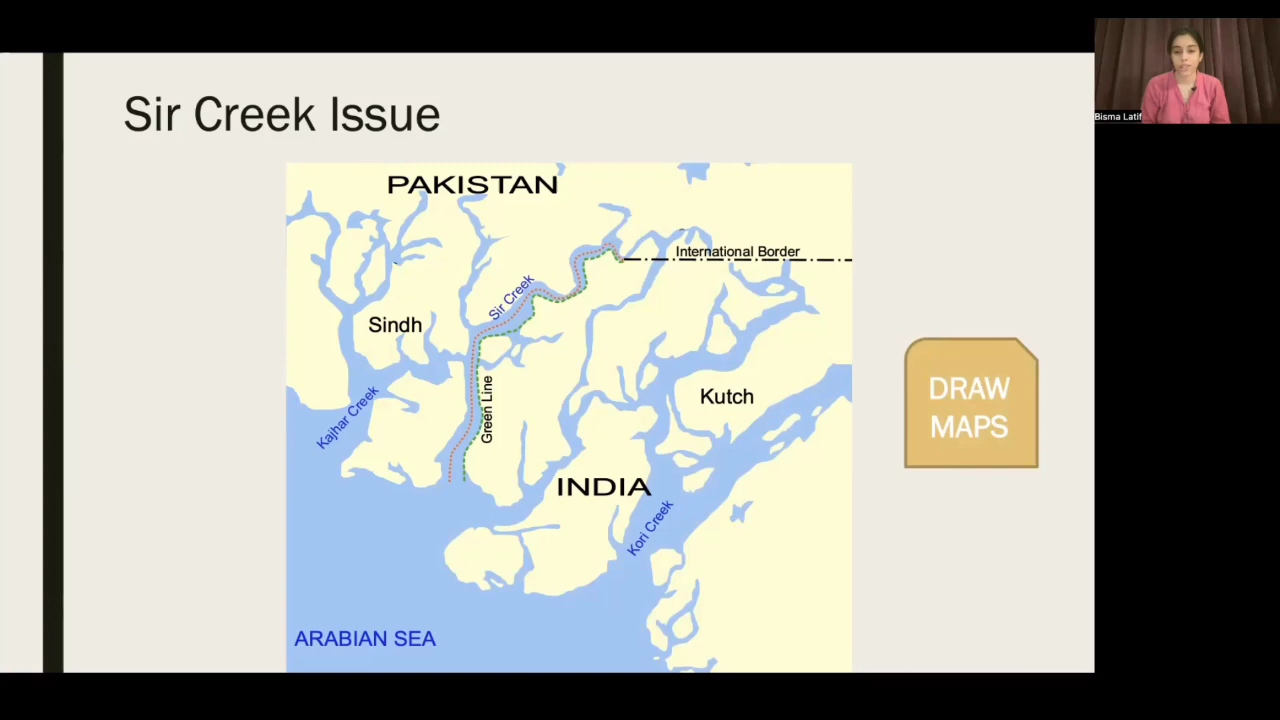 Sir Creek Issue
PAKISTAN
International Border
Sir Creek
Sindh
Green Line
Kutch
Kajhar Creek
INDIA
Kori Creek
ARABIAN SEA
DRAW
MAPS
Bisma Latif